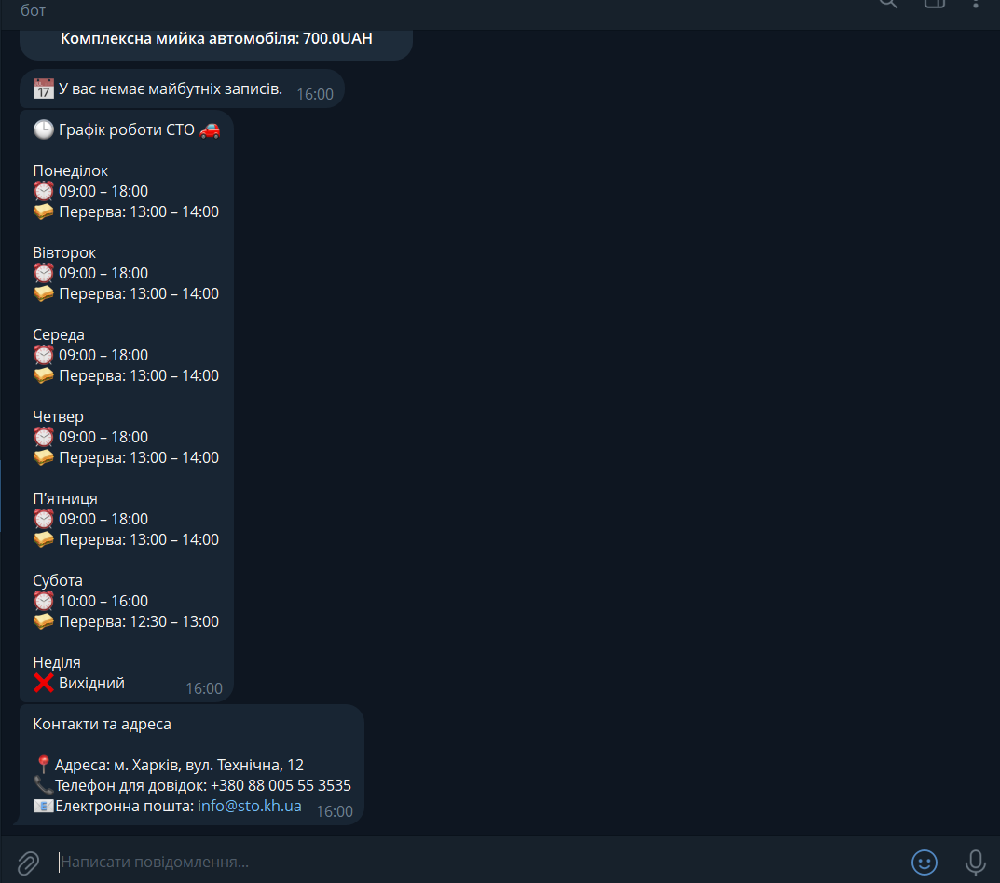 бот
Комплексна мийка автомобіля: 700.0UAH
17 У вас немає майбутніх записів. 16:00
Графік роботи СТО
Понеділок
09:00 – 18:00
Перерва: 13:00 – 14:00
Вівторок
09:00 – 18:00
Перерва: 13:00 – 14:00
Середа
09:00 – 18:00
Перерва: 13:00 – 14:00
Четвер
09:00 – 18:00
Перерва: 13:00 – 14:00
П’ятниця
09:00 – 18:00
Перерва: 13:00 – 14:00
Субота
10:00 – 16:00
Перерва: 12:30 – 13:00
Неділя
Вихідний 16:00
Контакти та адреса
Адреса: м. Харків, вул. Технічна, 12
Телефон для довідок: +380 88 005 55 3535
Електронна пошта: info@sto.kh.ua 16:00
Написати повідомлення...